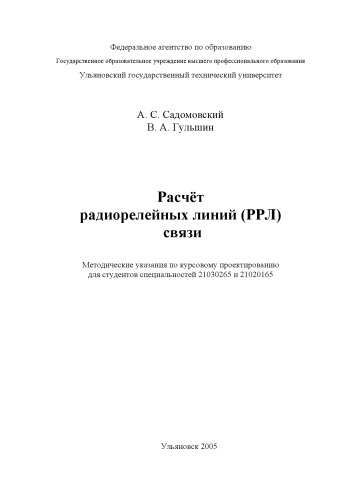 Федеральное агентство по образованию
Государственное образовательное учреждение высшего профессионального образования
Ульяновский государственный технический университет
А. С. Садомовский
В. А. Гульшин
Расчёт
радиорелейных линий (РРЛ)
связи
Методические указания по курсовому проектированию
для студентов специальностей 21030265 и 21020165
Ульяновск 2005